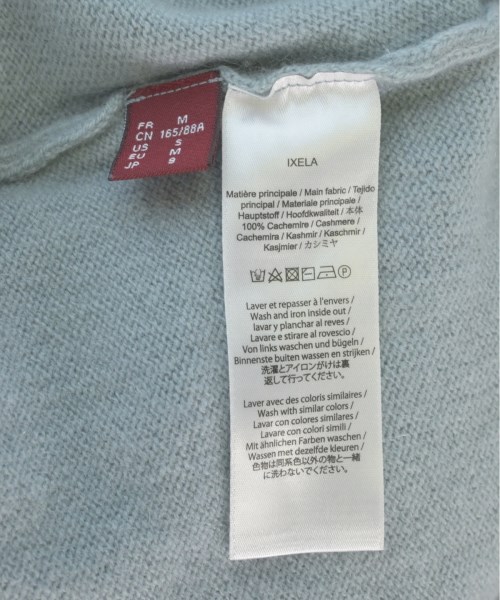 FR M
CN 165/88A
US S
EU M
JP 9
IXELA
Matière principale / Main fabric / Tejido
principal / Materiale principale /
Hauptstoff / Hoofdkwaliteit / 本体
100% Cachemire / Cashmere /
Cachemira / Kashmir / Kaschmir /
Kasjmier / カシミヤ
P
Laver et repasser à l'envers /
Wash and iron inside out /
lavar y planchar al reves /
Lavare e stirare al rovescio /
Von links waschen und bügeln /
Binnenste buiten wassen en strijken /
洗濯とアイロンがけは裏
返して行ってください。
Laver avec des coloris similaires /
Wash with similar colors /
Lavar con colores similares /
Lavare con colori simili /
Mit ähnlichen Farben waschen /
Wassen met dezelfde kleuren /
色物は同系色以外の物と一緒
に洗わないでください。